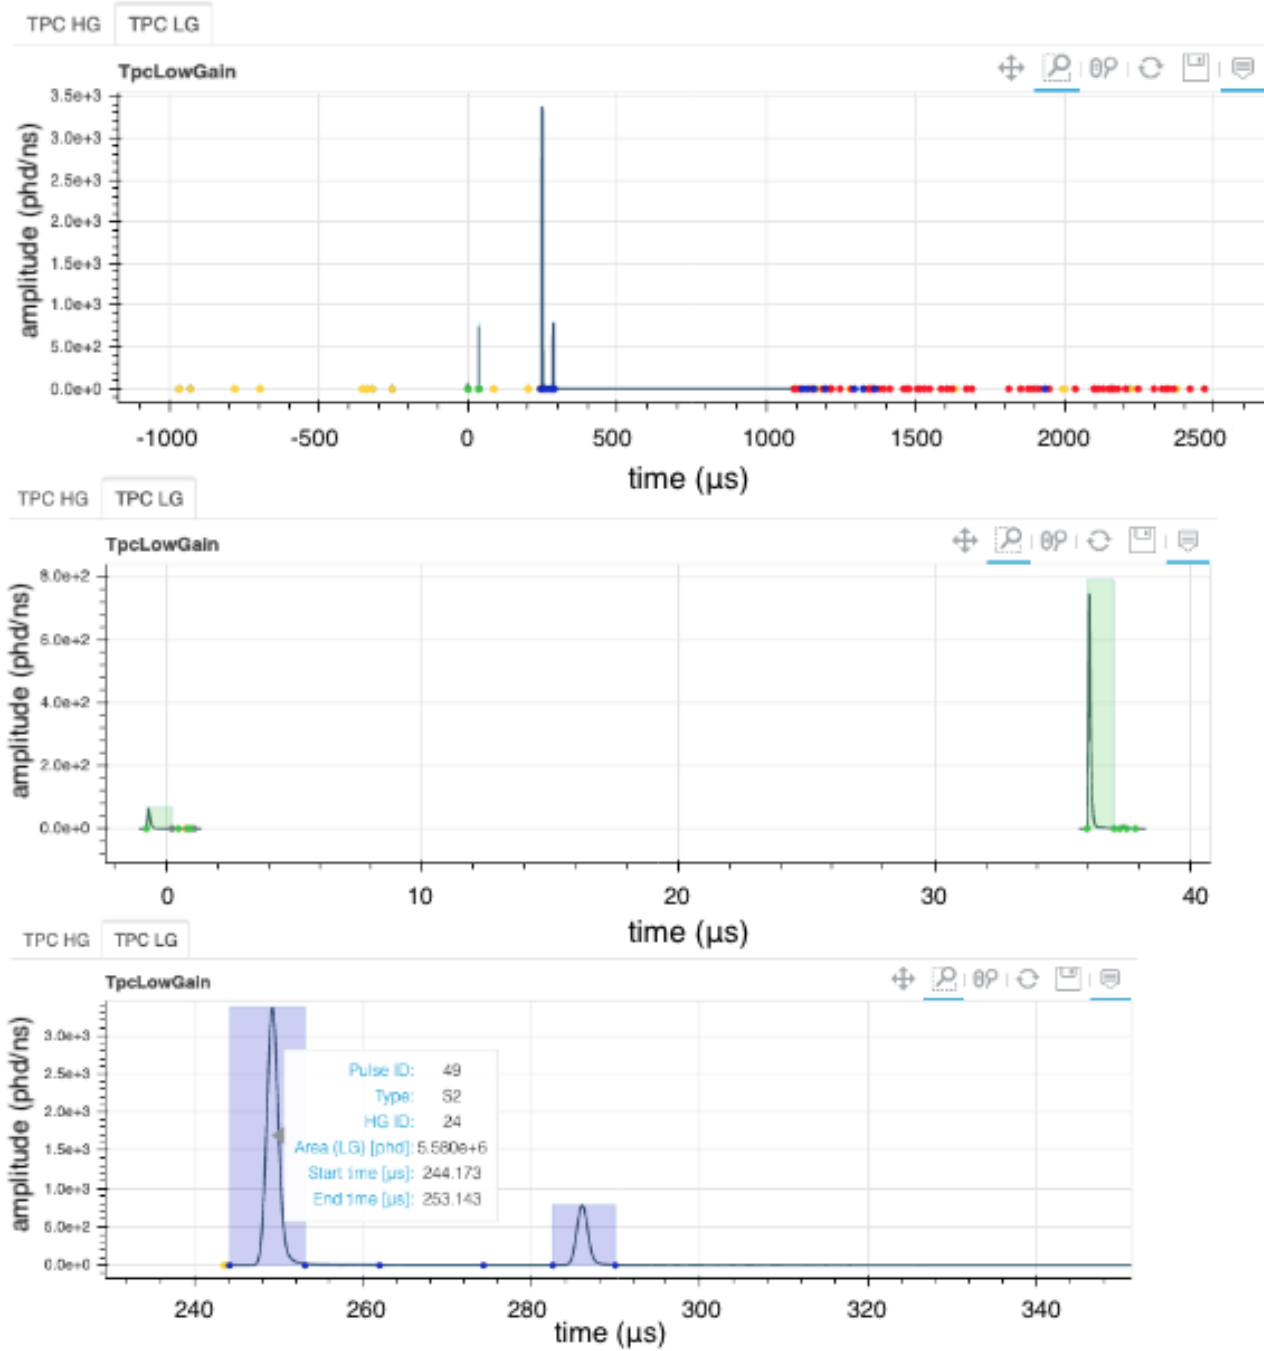 TPC HG TPC LG
TpcLowGain
amplitude (phd/ns)
3.5e+3
3.0e+3
2.5e+3
2.0e+3
1.5e+3
1.0e+3
5.0e+2
0.0e+0
-1000 -500 0 500 1000 1500 2000 2500
time (µs)
TPC HG TPC LG
TpcLowGain
amplitude (phd/ns)
8.0e+2
6.0e+2
4.0e+2
2.0e+2
0.0e+0
0 10 20 30 40
time (µs)
TPC HG TPC LG
TpcLowGain
amplitude (phd/ns)
3.0e+3
2.5e+3
2.0e+3
1.5e+3
1.0e+3
5.0e+2
0.0e+0
Pulse ID: 49
Type: S2
HG ID: 24
Area (LG) [phd]: 5.580e+6
Start time [µs]: 244.173
End time [µs]: 253.143
240 260 280 300 320 340
time (µs)